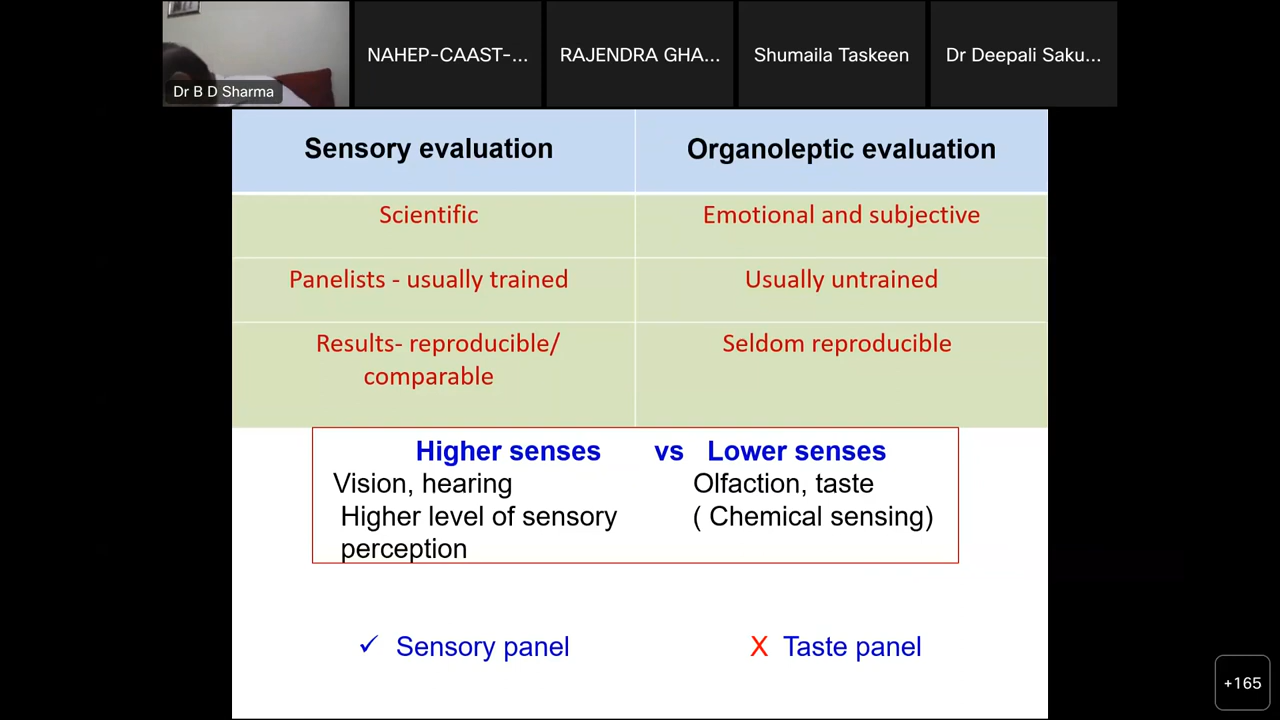 Dr B D Sharma
NAHEP-CAAST-...
RAJENDRA GHA...
Shumaila Taskeen
Dr Deepali Saku...
Sensory evaluation
Organoleptic evaluation
Scientific
Emotional and subjective
Panelists - usually trained
Usually untrained
Results- reproducible/
comparable
Seldom reproducible
Higher senses vs Lower senses
Vision, hearing
Olfaction, taste
Higher level of sensory
( Chemical sensing)
perception
✓ Sensory panel
X Taste panel
+165